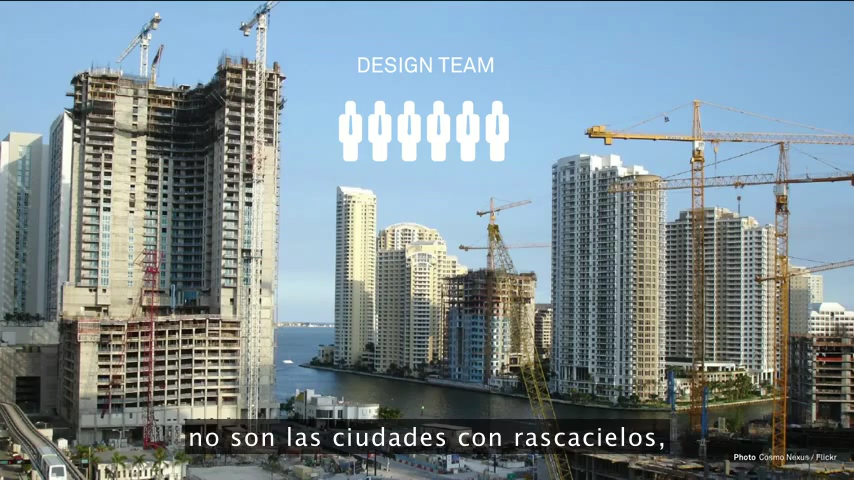 DESIGN TEAM
no son las ciudades con rascacielos,
Photo Cosmo Nexus / Flickr